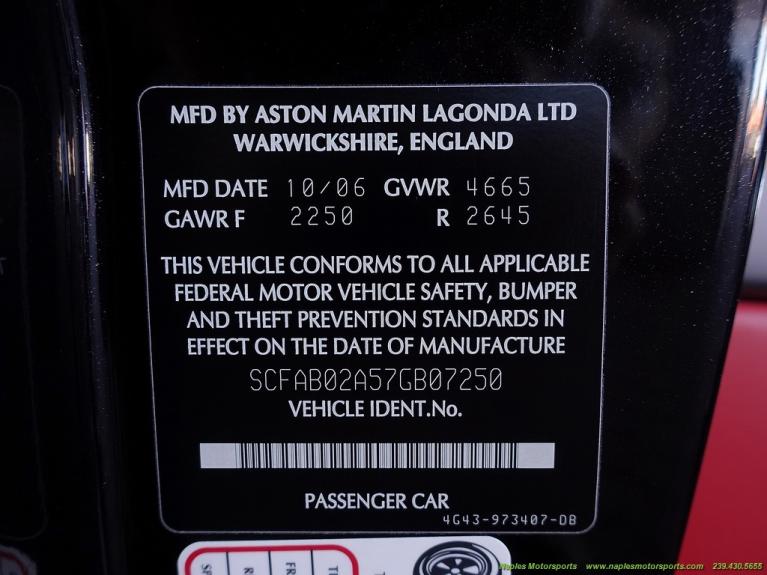 MFD BY ASTON MARTIN LAGONDA LTD
WARWICKSHIRE, ENGLAND
MFD DATE 10/06 GVWR 4665
GAWR F 2250 R 2645
THIS VEHICLE CONFORMS TO ALL APPLICABLE
FEDERAL MOTOR VEHICLE SAFETY, BUMPER
AND THEFT PREVENTION STANDARDS IN
EFFECT ON THE DATE OF MANUFACTURE
SCFAB02A57GB07250
VEHICLE IDENT.No.
PASSENGER CAR
4G43-973407-DB
Naples Motorsports www.naplesmotorsports.com 239.430.5655